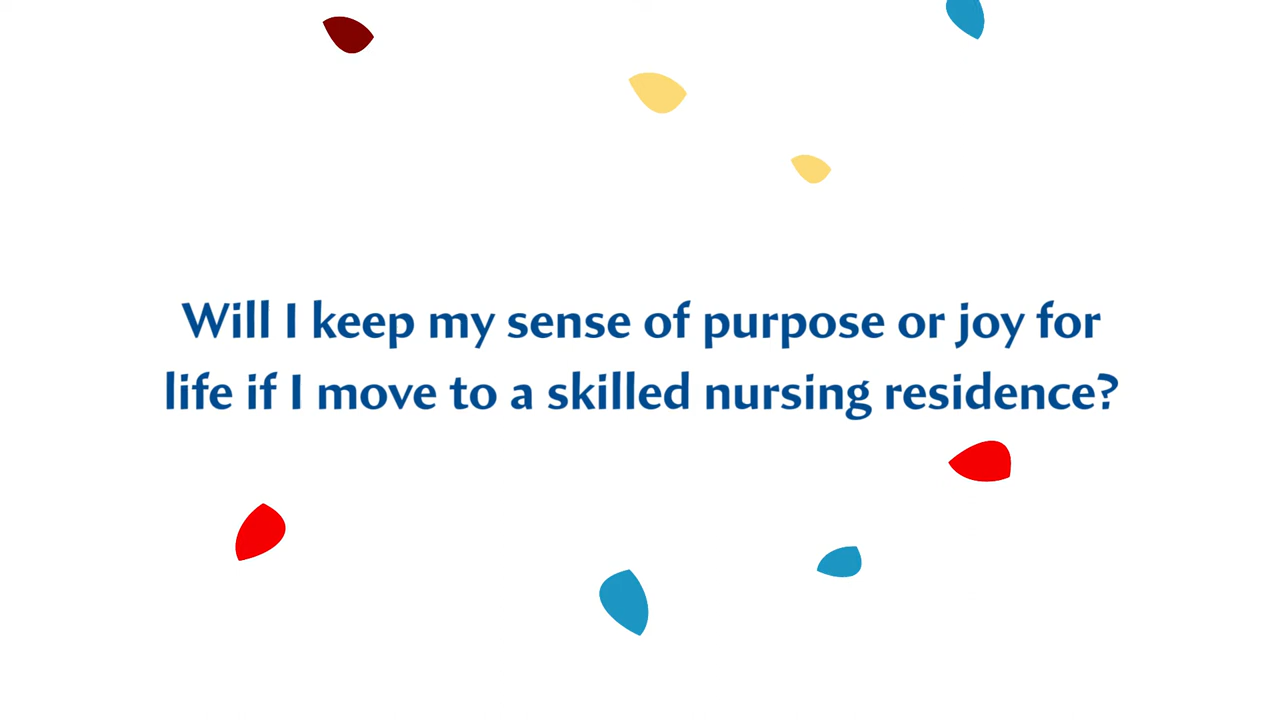 Will I keep my sense of purpose or joy for
life if I move to a skilled nursing residence?